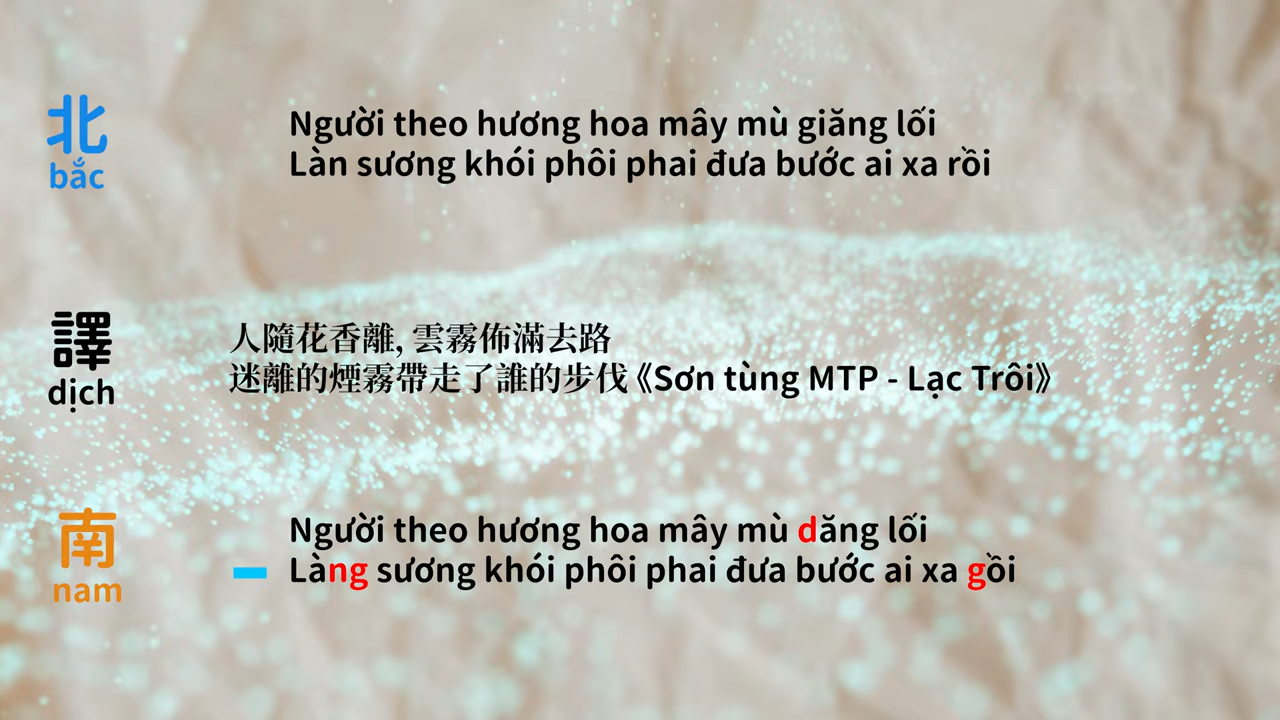 北
bắc
Người theo hương hoa mây mù giăng lối
Làn sương khói phôi phai đưa bước ai xa rồi
譯
dịch
人隨花香離, 雲霧佈滿去路
迷離的煙霧帶走了誰的步伐《Sơn tùng MTP - Lạc Trôi》
南
nam
Người theo hương hoa mây mù dăng lối
Làng sương khói phôi phai đưa bước ai xa gồi